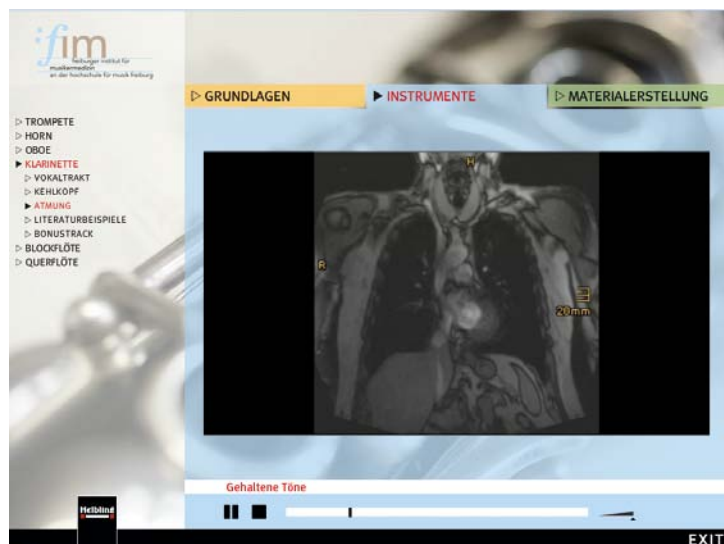 :fim
freiburger institut für
musikermedizin
an der hochschule für musik freiburg
▷ GRUNDLAGEN
▶ INSTRUMENTE
▷ MATERIALERSTELLUNG
▷ TROMPETE
▷ HORN
▷ OBOE
▶ KLARINETTE
▷ VOKALTRAKT
▷ KEHLKOPF
▶ ATMUNG
▷ LITERATURBEISPIELE
▷ BONUSTRACK
▷ BLOCKFLÖTE
▷ QUERFLÖTE
H
R
20mm
Gehaltene Töne
Helbling
EXIT